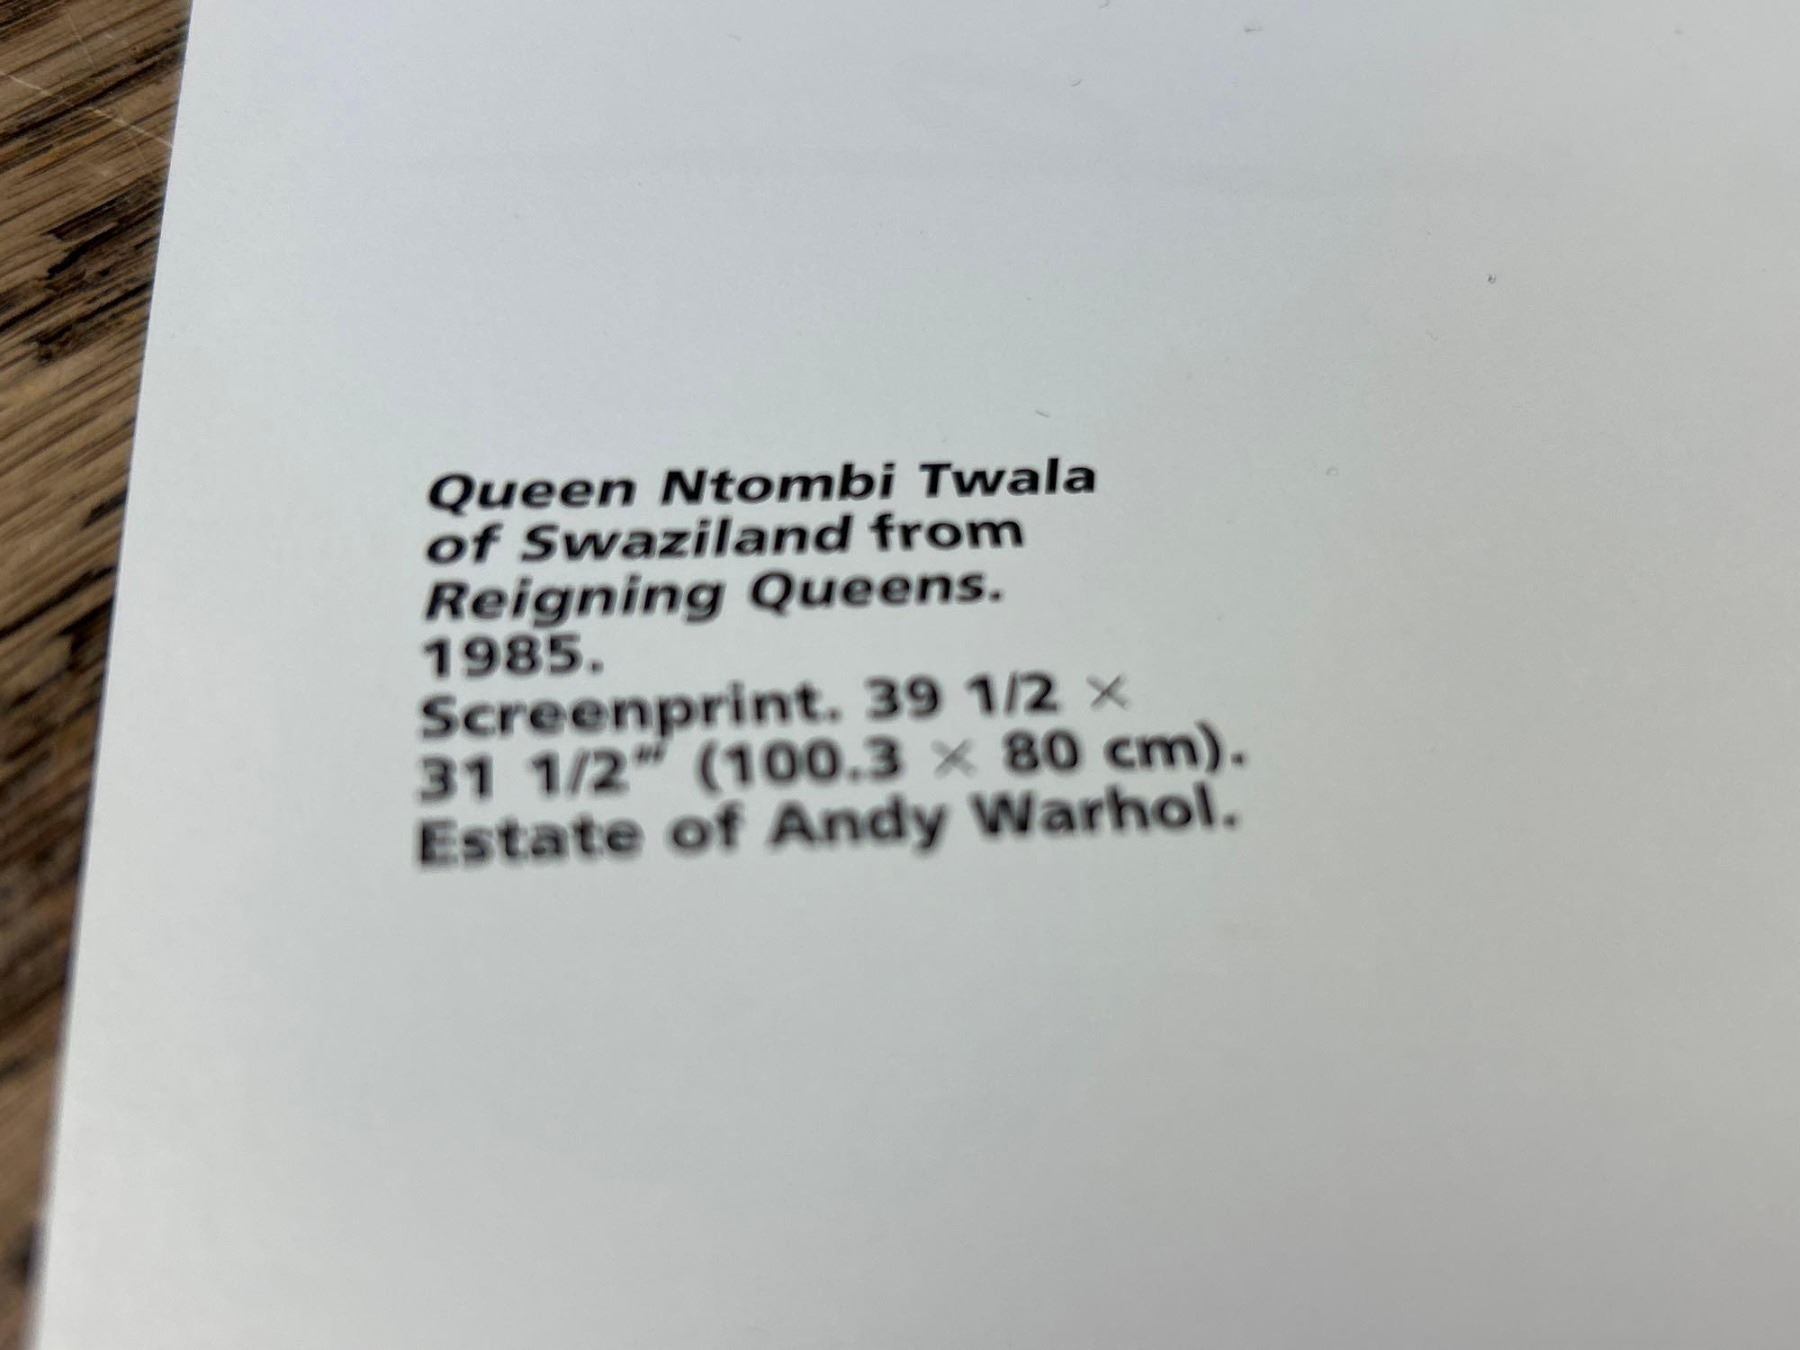 Queen Ntombi Twala
of Swaziland from
Reigning Queens.
1985.
Screenprint. 39 1/2 ×
31 1/2" (100.3 × 80 cm).
Estate of Andy Warhol.